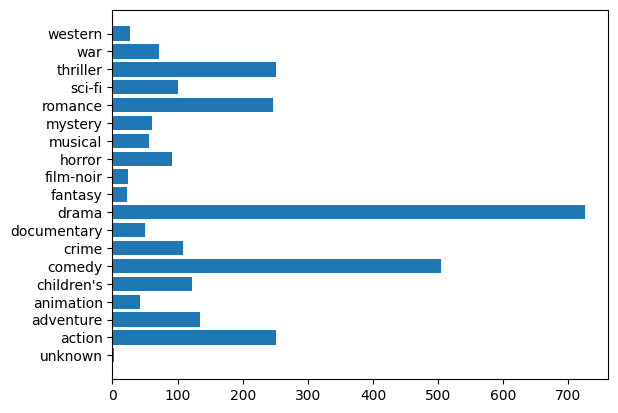 western
war
thriller
sci-fi
romance
mystery
musical
horror
film-noir
fantasy
drama
documentary
crime
comedy
children's
animation
adventure
action
unknown
0 100 200 300 400 500 600 700